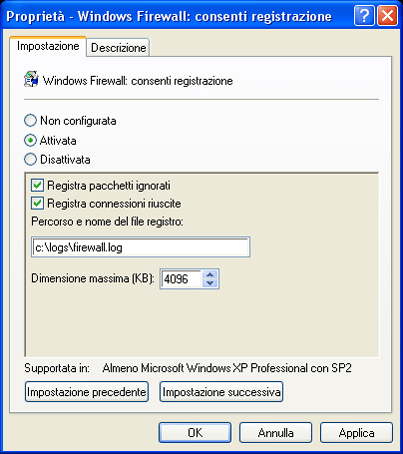 Proprietà - Windows Firewall: consenti registrazione
Impostazione Descrizione
Windows Firewall: consenti registrazione
Non configurata
Attivata
Disattivata
Registra pacchetti ignorati
Registra connessioni riuscite
Percorso e nome del file registro:
c:\logs\firewall.log
Dimensione massima (KB): 4096
Supportata in: Almeno Microsoft Windows XP Professional con SP2
Impostazione precedente Impostazione successiva
OK Annulla Applica